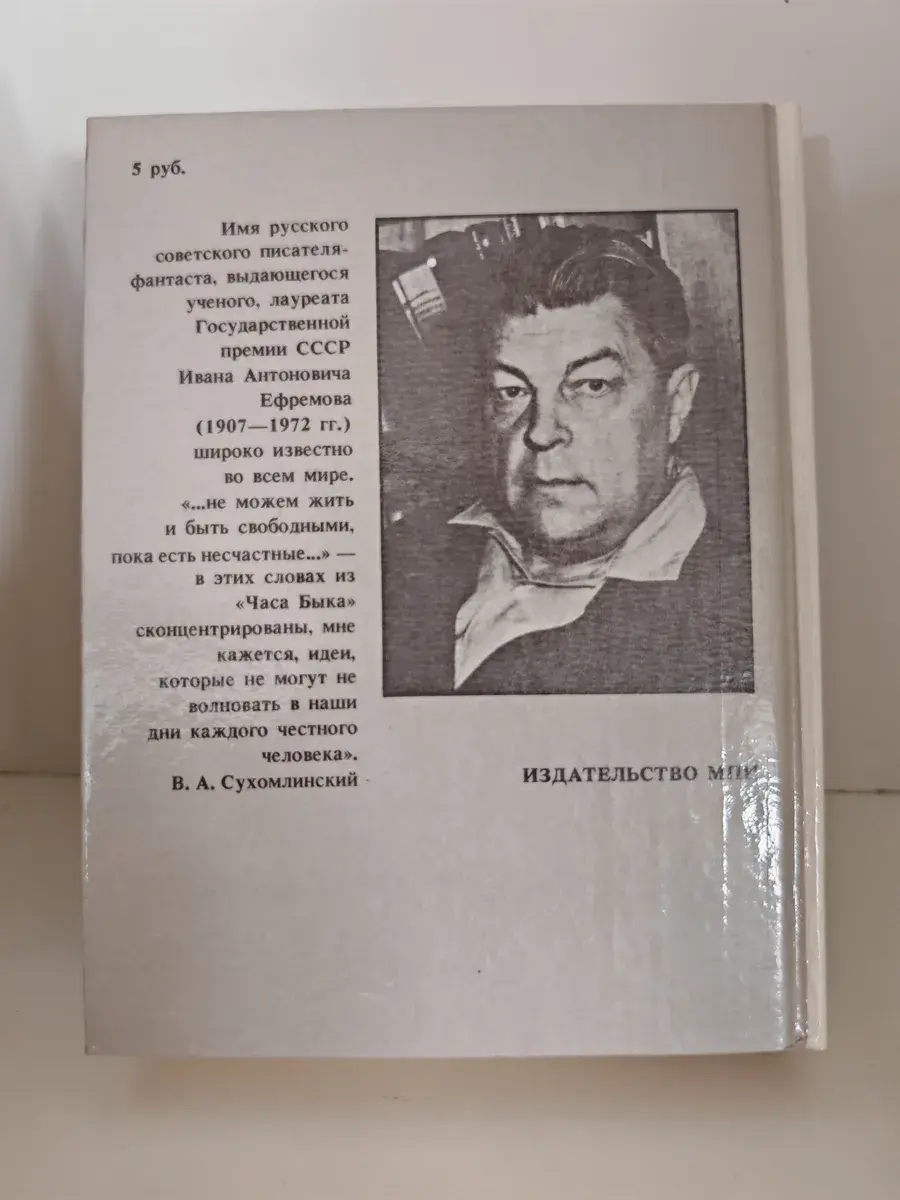 5 руб.
Имя русского
советского писателя-
фантаста, выдающегося
ученого, лауреата
Государственной
премии СССР
Ивана Антоновича
Ефремова
(1907—1972 гг.)
широко известно
во всем мире.
«...не можем жить
и быть свободными,
пока есть несчастные...» —
в этих словах из
«Часа Быка»
сконцентрированы, мне
кажется, идеи,
которые не могут не
волновать в наши
дни каждого честного
человека».
В. А. Сухомлинский
ИЗДАТЕЛЬСТВО МПИ